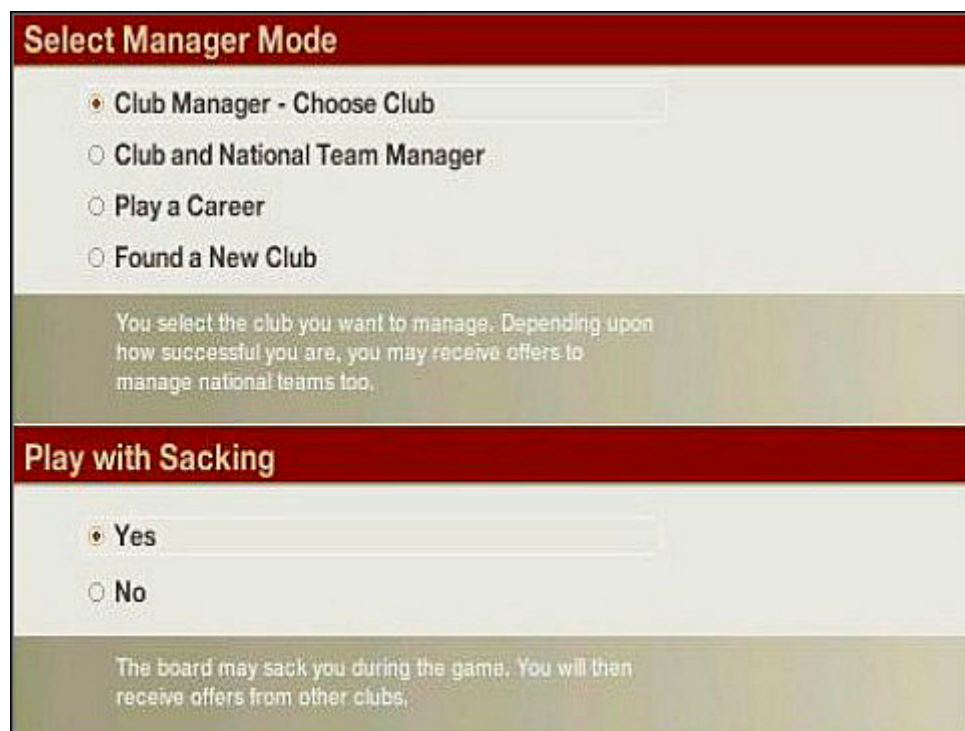 Select Manager Mode
Club Manager - Choose Club
Club and National Team Manager
Play a Career
Found a New Club
You select the club you want to manage. Depending upon
how successful you are, you may receive offers to
manage national teams too.
Play with Sacking
Yes
No
The board may sack you during the game. You will then
receive offers from other clubs.